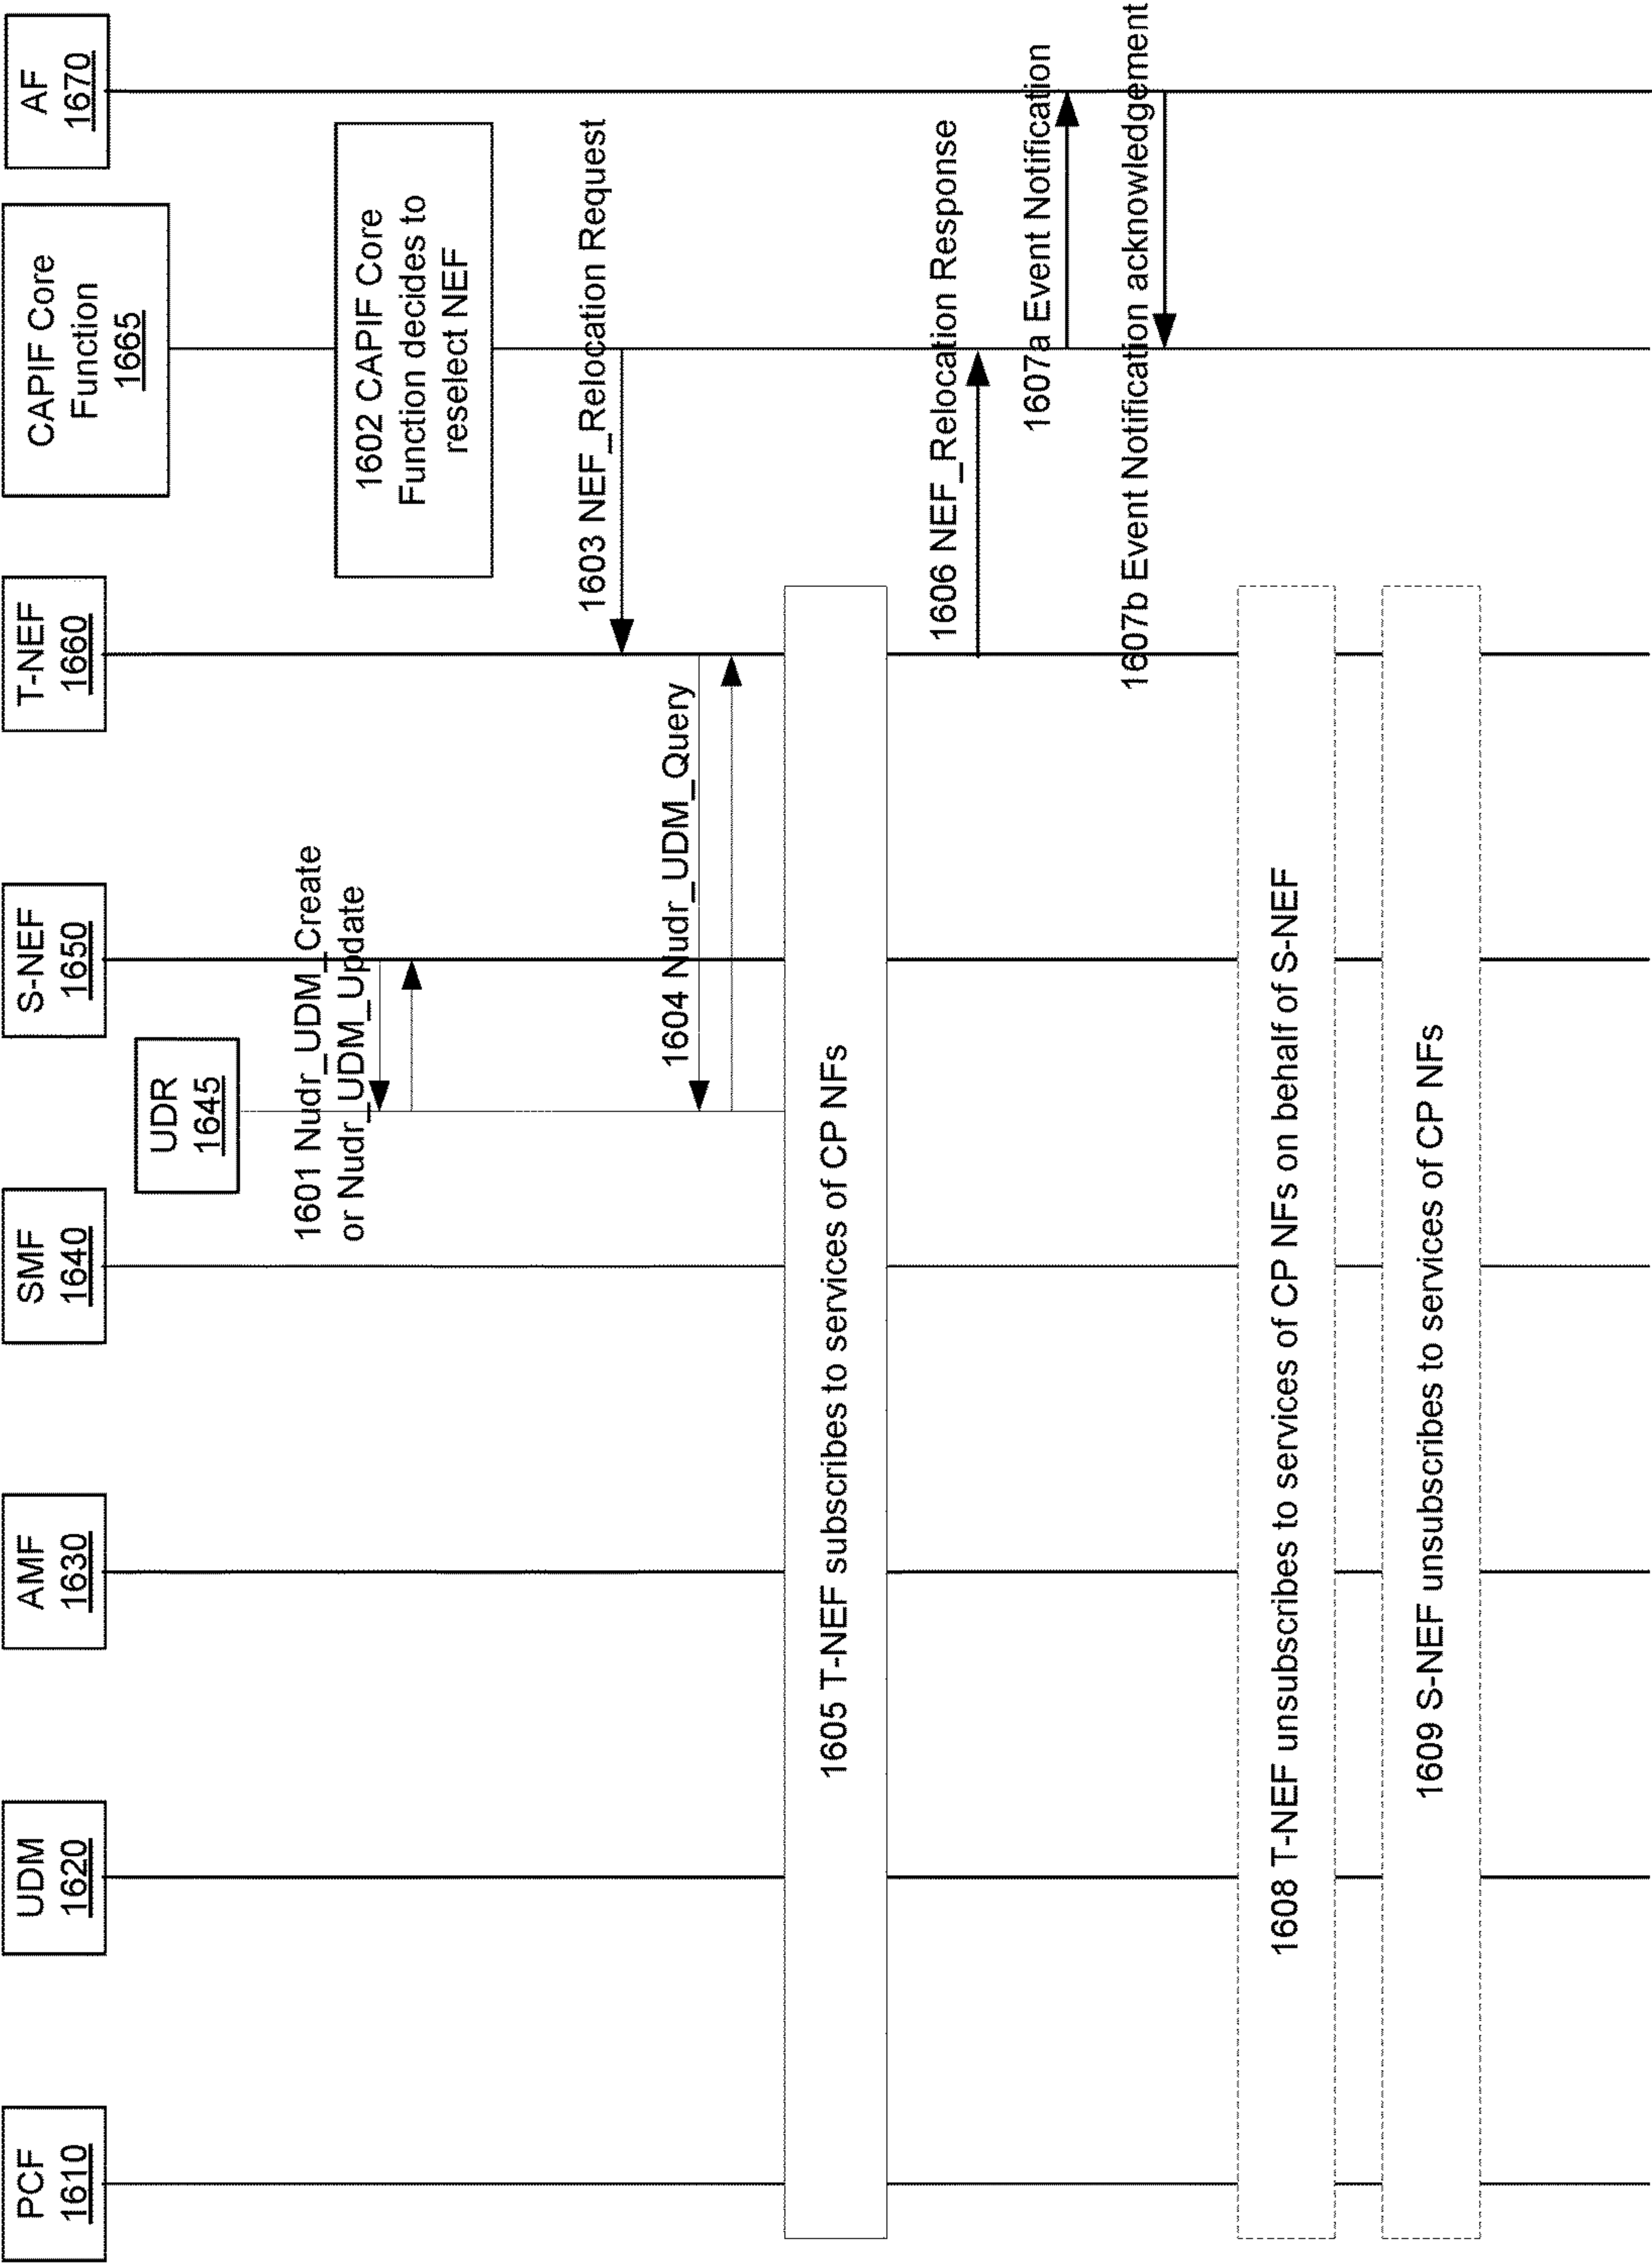 PCF
1610
UDM
1620
AMF
1630
SMF
1640
UDR
1645
S-NEF
1650
T-NEF
1660
CAPIF Core
Function
1665
AF
1670
1601 Nudr_UDM_Create
or Nudr_UDM_Update
1602 CAPIF Core
Function decides to
reselect NEF
1603 NEF_Relocation Request
1604 Nudr_UDM_Query
1605 T-NEF subscribes to services of CP NFs
1606 NEF_Relocation Response
1607a Event Notification
1607b Event Notification acknowledgement
1608 T-NEF unsubscribes to services of CP NFs on behalf of S-NEF
1609 S-NEF unsubscribes to services of CP NFs